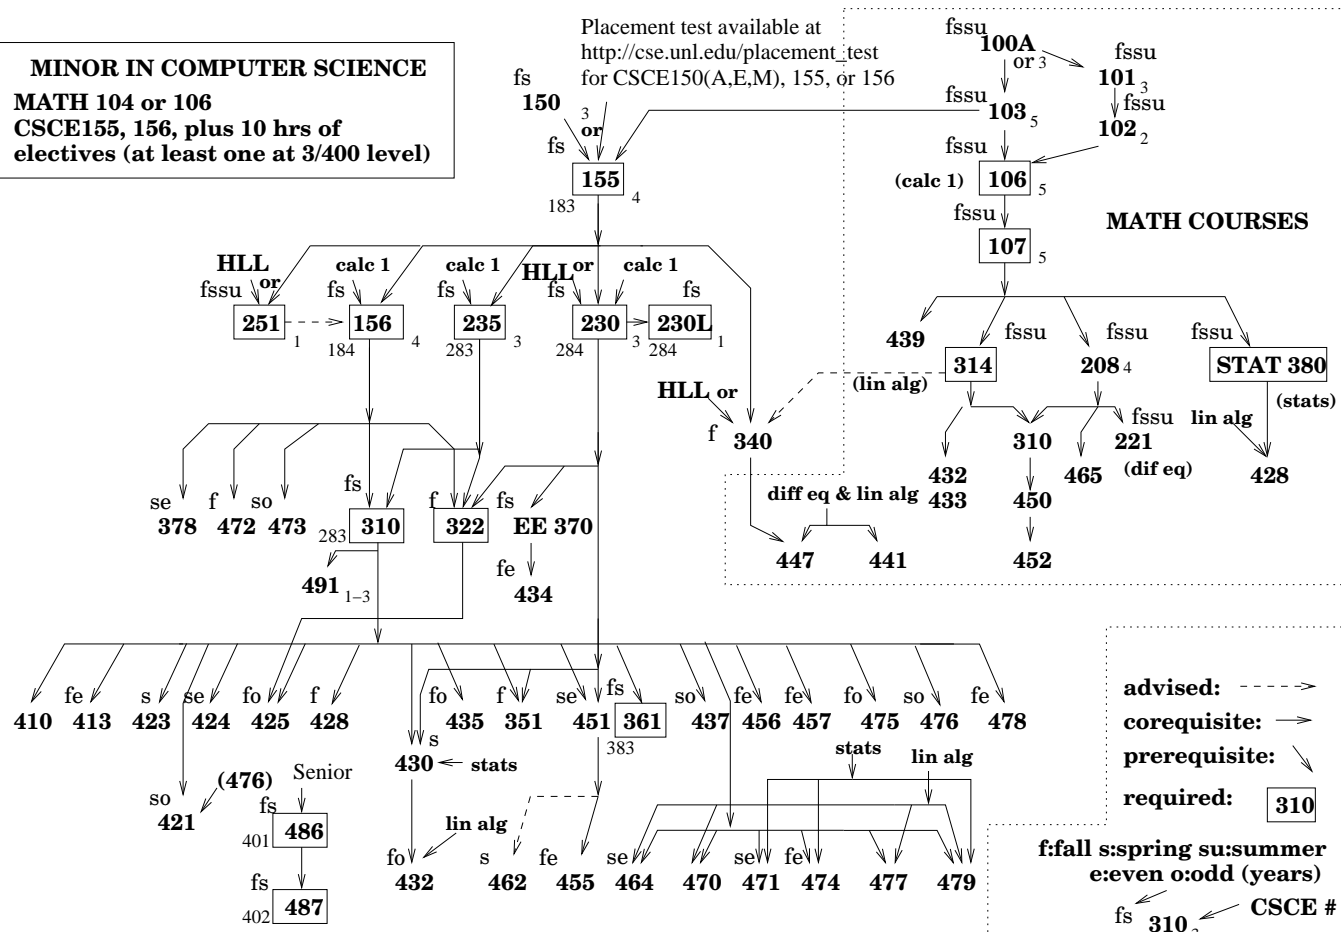 MINOR IN COMPUTER SCIENCE
MATH 104 or 106
CSCE155, 156, plus 10 hrs of
electives (at least one at 3/400 level)
Placement test available at
http://cse.unl.edu/placement_test
for CSCE150(A,E,M), 155, or 156
fs
150
3
or
fs
155
183
4
fssu
100A
or 3
fssu
101
3
fssu
103
5
fssu
102
2
fssu
(calc 1)
106
5
fssu
107
5
MATH COURSES
HLL
or
fssu
251
1
calc 1
fs
156
184
4
calc 1
fs
235
283
3
HLL
or
calc 1
fs
230
284
3
fs
230L
284
1
439
fssu
314
(lin alg)
fssu
208
4
fssu
STAT 380
(stats)
HLL or
f
340
310
fssu
221
(dif eq)
lin alg
432
433
450
465
428
452
diff eq & lin alg
447
441
se
378
f
472
so
473
fs
310
283
f
322
fs
EE 370
491
1–3
fe
434
410
fe
413
s
423
se
424
fo
425
f
428
fo
435
f
351
se
451
fs
361
383
so
437
fe
456
fe
457
fo
475
so
476
fe
478
s
430
stats
so
421
(476)
Senior
fs
486
401
fs
487
402
lin alg
fo
432
s
462
fe
455
stats
lin alg
se
464
470
se
471
fe
474
477
479
advised:
corequisite:
prerequisite:
required:
310
f:fall s:spring su:summer
e:even o:odd (years)
fs
310
CSCE #